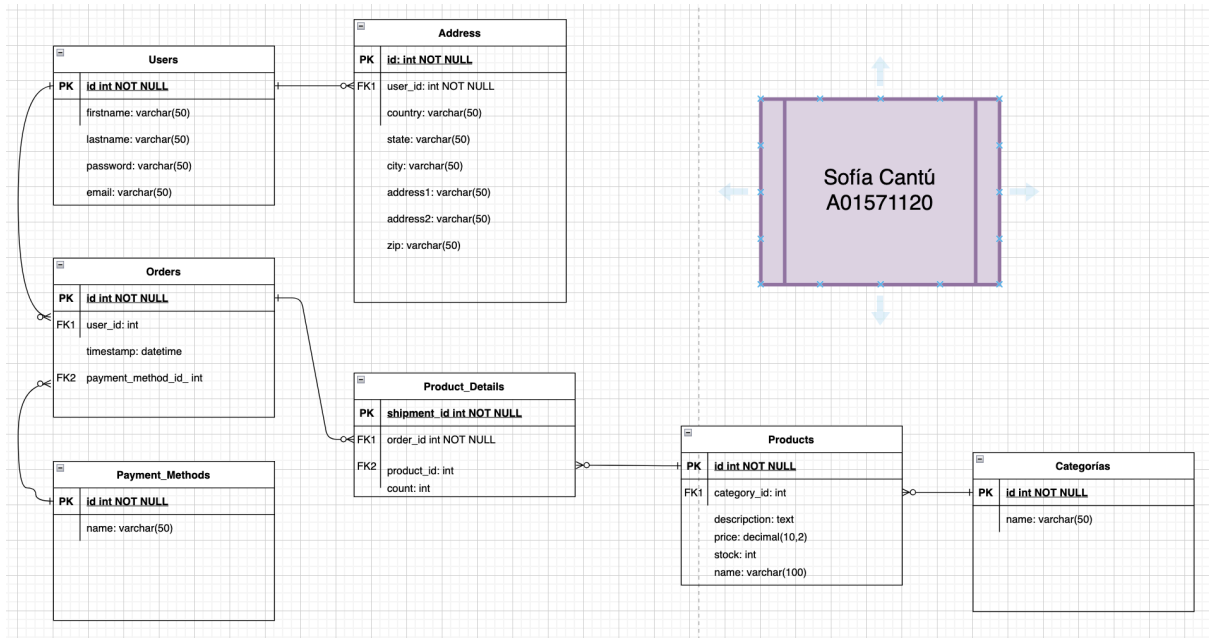 Users
PK id int NOT NULL
firstname: varchar(50)
lastname: varchar(50)
password: varchar(50)
email: varchar(50)
Address
PK id: int NOT NULL
FK1 user_id: int NOT NULL
country: varchar(50)
state: varchar(50)
city: varchar(50)
address1: varchar(50)
address2: varchar(50)
zip: varchar(50)
Sofía Cantú
A01571120
Orders
PK id int NOT NULL
FK1 user_id: int
timestamp: datetime
FK2 payment_method_id_ int
Payment_Methods
PK id int NOT NULL
name: varchar(50)
Product_Details
PK shipment_id int NOT NULL
FK1 order_id int NOT NULL
FK2 product_id: int
count: int
Products
PK id int NOT NULL
FK1 category_id: int
descripction: text
price: decimal(10,2)
stock: int
name: varchar(100)
Categorías
PK id int NOT NULL
name: varchar(50)